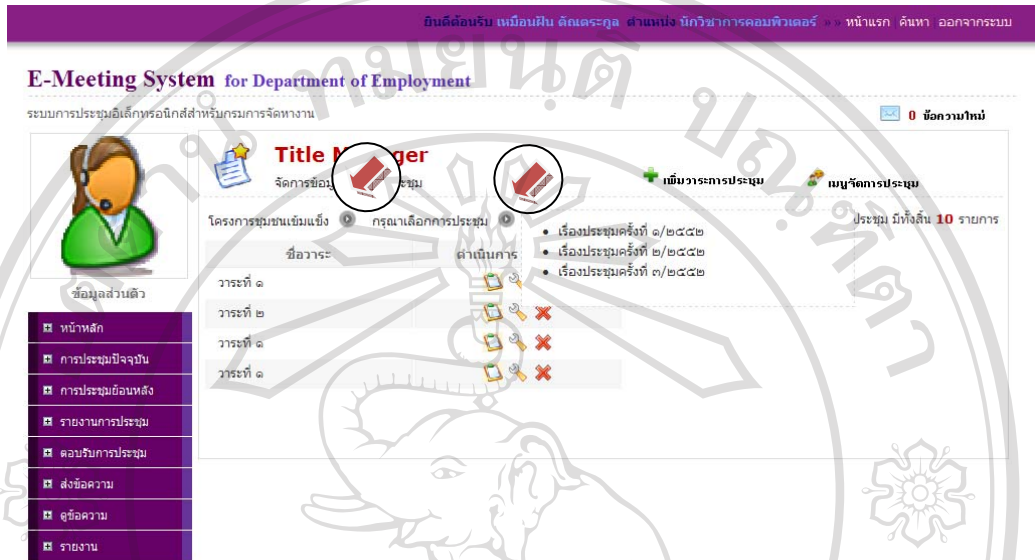 ยินดีต้อนรับ เหมือนฝัน ดัณตระกูล ตำแหน่ง นักวิชาการคอมพิวเตอร์ » » หน้าแรก | ค้นหา | ออกจากระบบ
E-Meeting System for Department of Employment
ระบบการประชุมอิเล็กทรอนิกส์สำหรับกรมการจัดหางาน
0 ข้อความใหม่
Title M ger
จัดการข้อมู ะชุม
เพิ่มวาระการประชุม เมนูจัดการประชุม
โครงการชุมชนเข้มแข็ง กรุณาเลือกการประชุม
ประชุม มีทั้งสิ้น 10 รายการ
• เรื่องประชุมครั้งที่ ๑/๒๕๕๒
• เรื่องประชุมครั้งที่ ๒/๒๕๕๒
• เรื่องประชุมครั้งที่ ๓/๒๕๕๒
ชื่อวาระ ดำเนินการ
วาระที่ ๑
วาระที่ ๒
วาระที่ ๑
วาระที่ ๑
ข้อมูลส่วนตัว
หน้าหลัก
การประชุมปัจจุบัน
การประชุมย้อนหลัง
รายงานการประชุม
ตอบรับการประชุม
ส่งข้อความ
ดูข้อความ
รายงาน